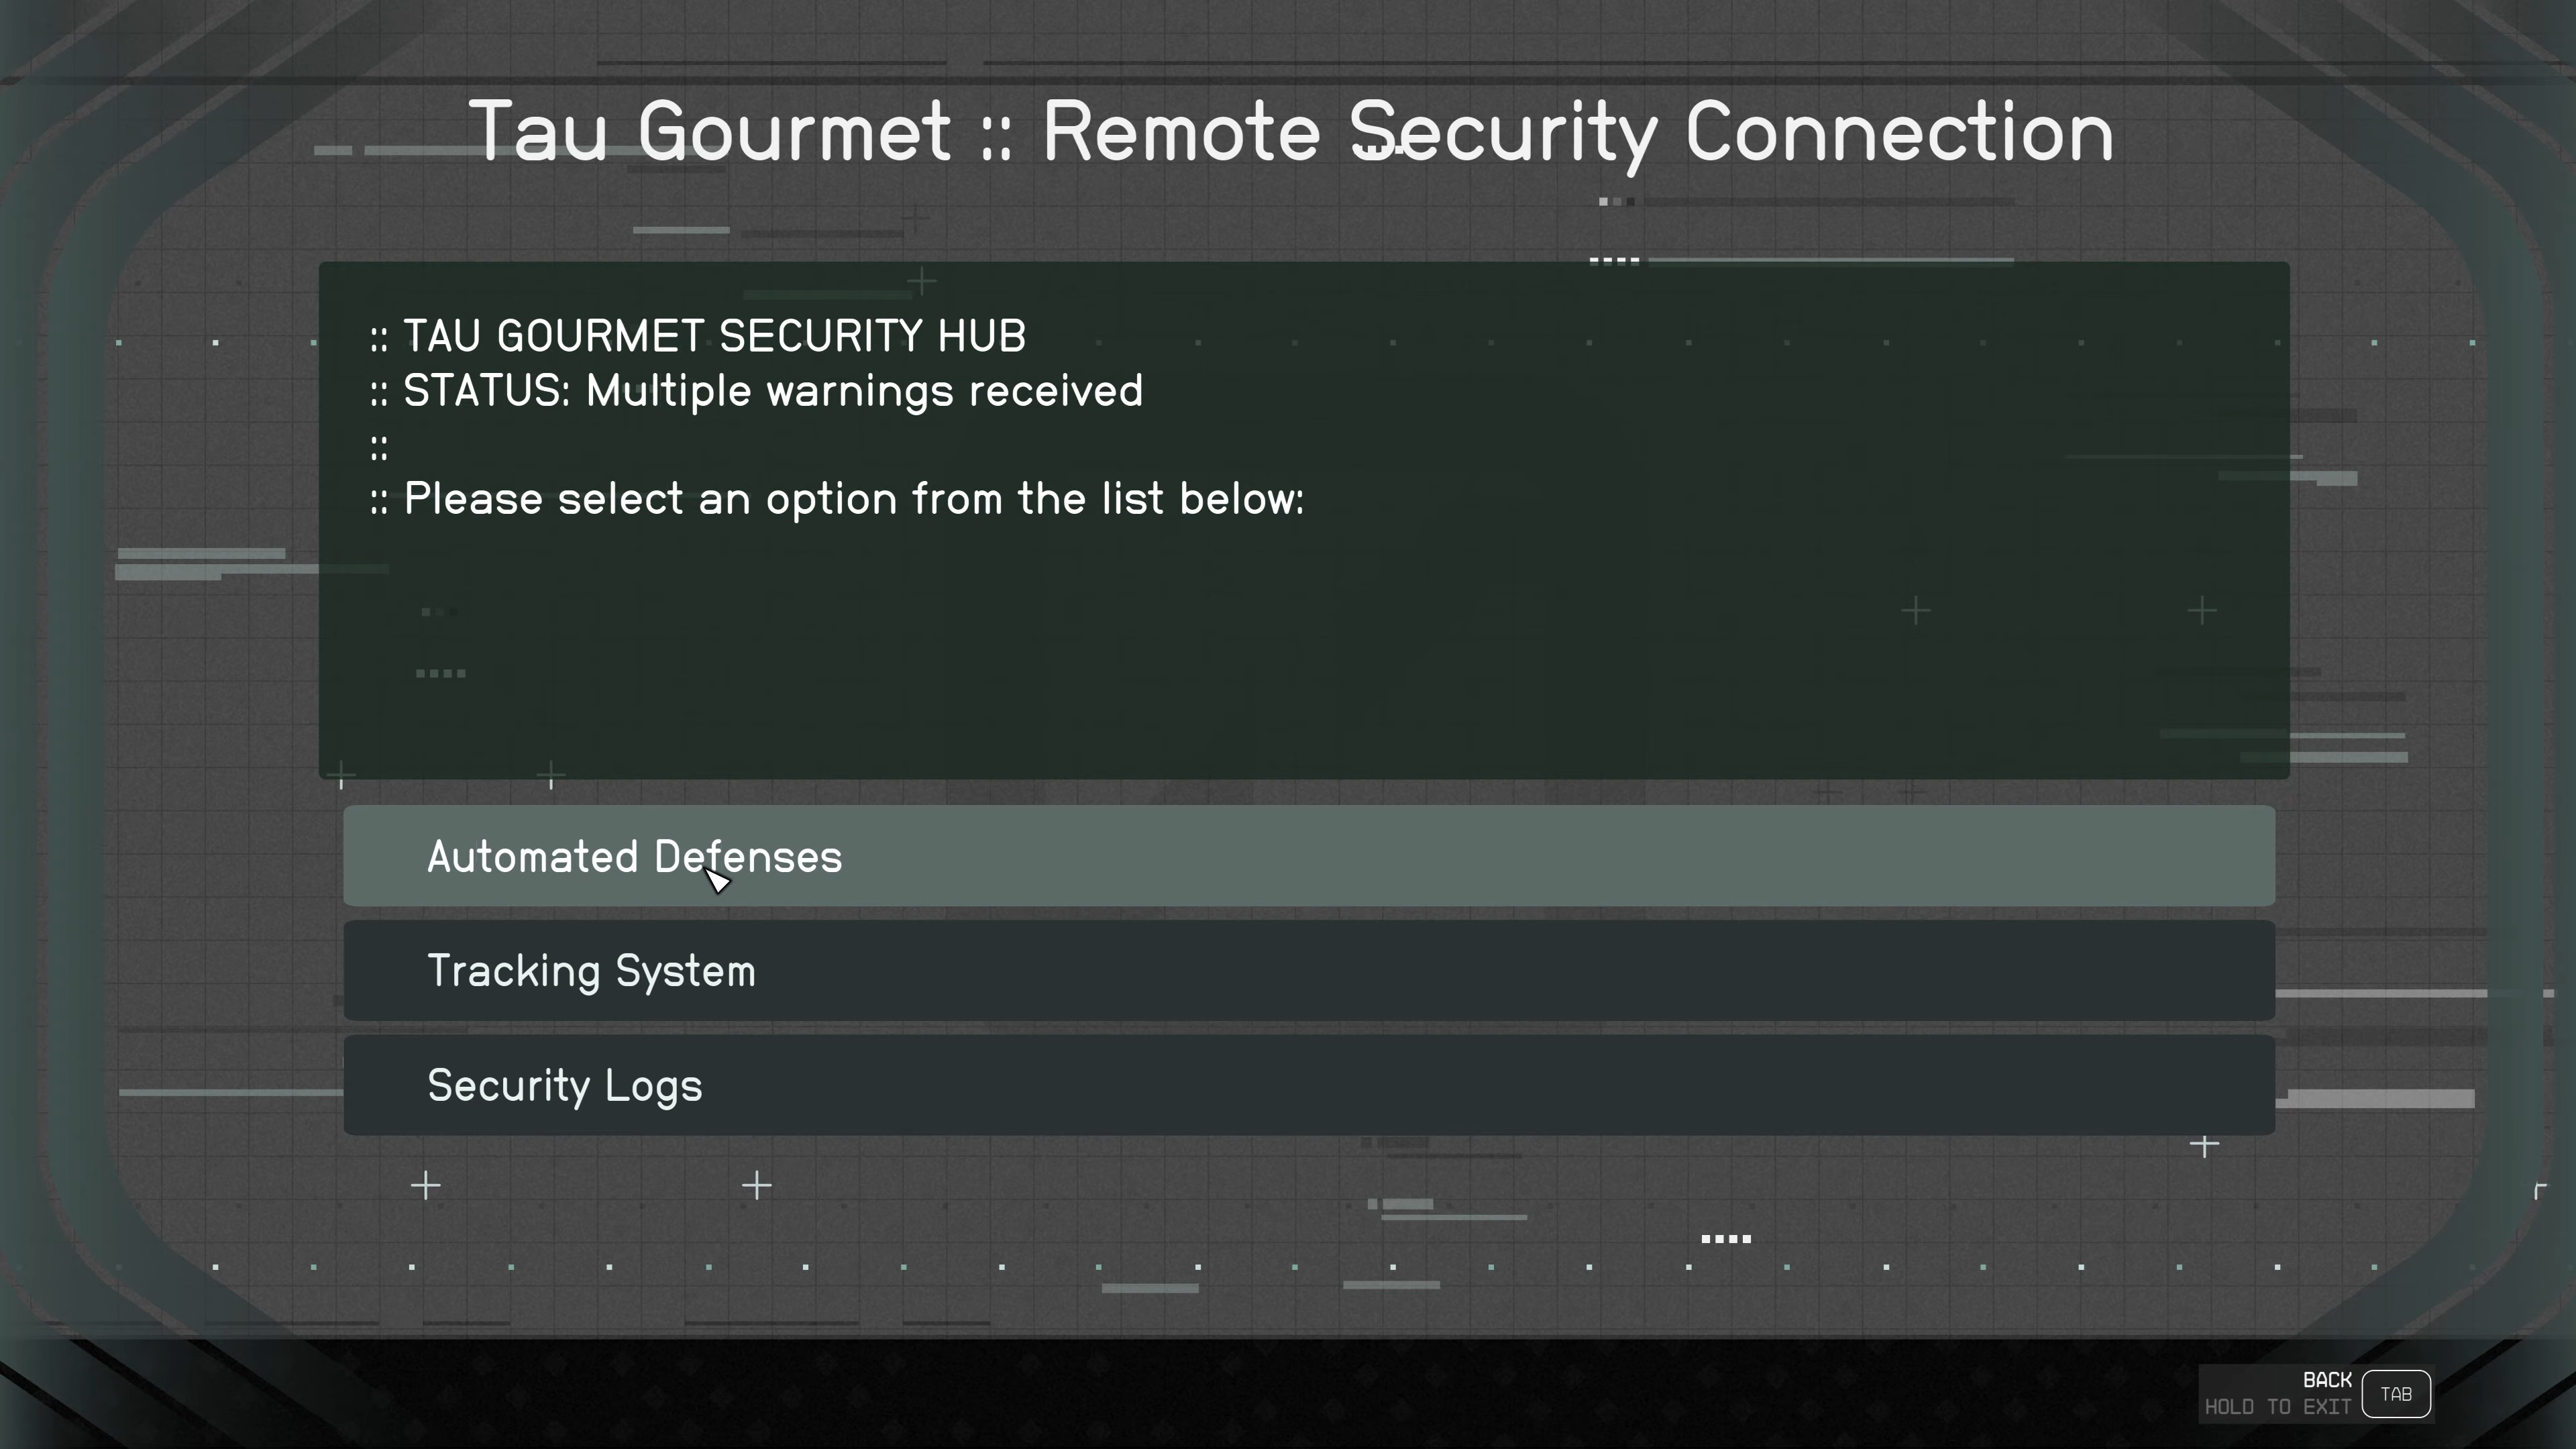 Tau Gourmet :: Remote Security Connection
:: TAU GOURMET SECURITY HUB
:: STATUS: Multiple warnings received
::
:: Please select an option from the list below:
Automated Defenses
Tracking System
Security Logs
BACK
HOLD TO EXIT
TAB